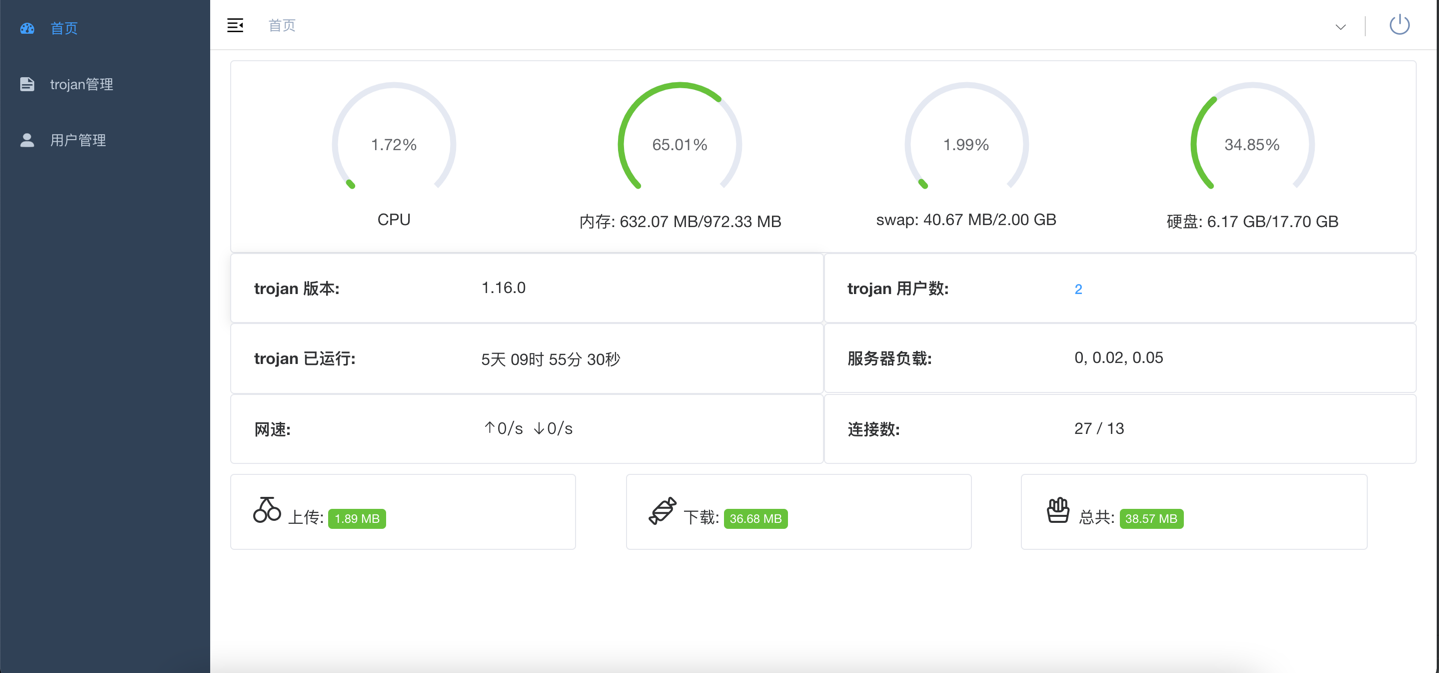 首页
trojan管理
用户管理
首页
1.72%
65.01%
1.99%
34.85%
CPU
内存: 632.07 MB/972.33 MB
swap: 40.67 MB/2.00 GB
硬盘: 6.17 GB/17.70 GB
trojan 版本: 1.16.0
trojan 用户数: 2
trojan 已运行: 5天 09时 55分 30秒
服务器负载: 0, 0.02, 0.05
网速: ↑0/s ↓0/s
连接数: 27 / 13
上传: 1.89 MB
下载: 36.68 MB
总共: 38.57 MB